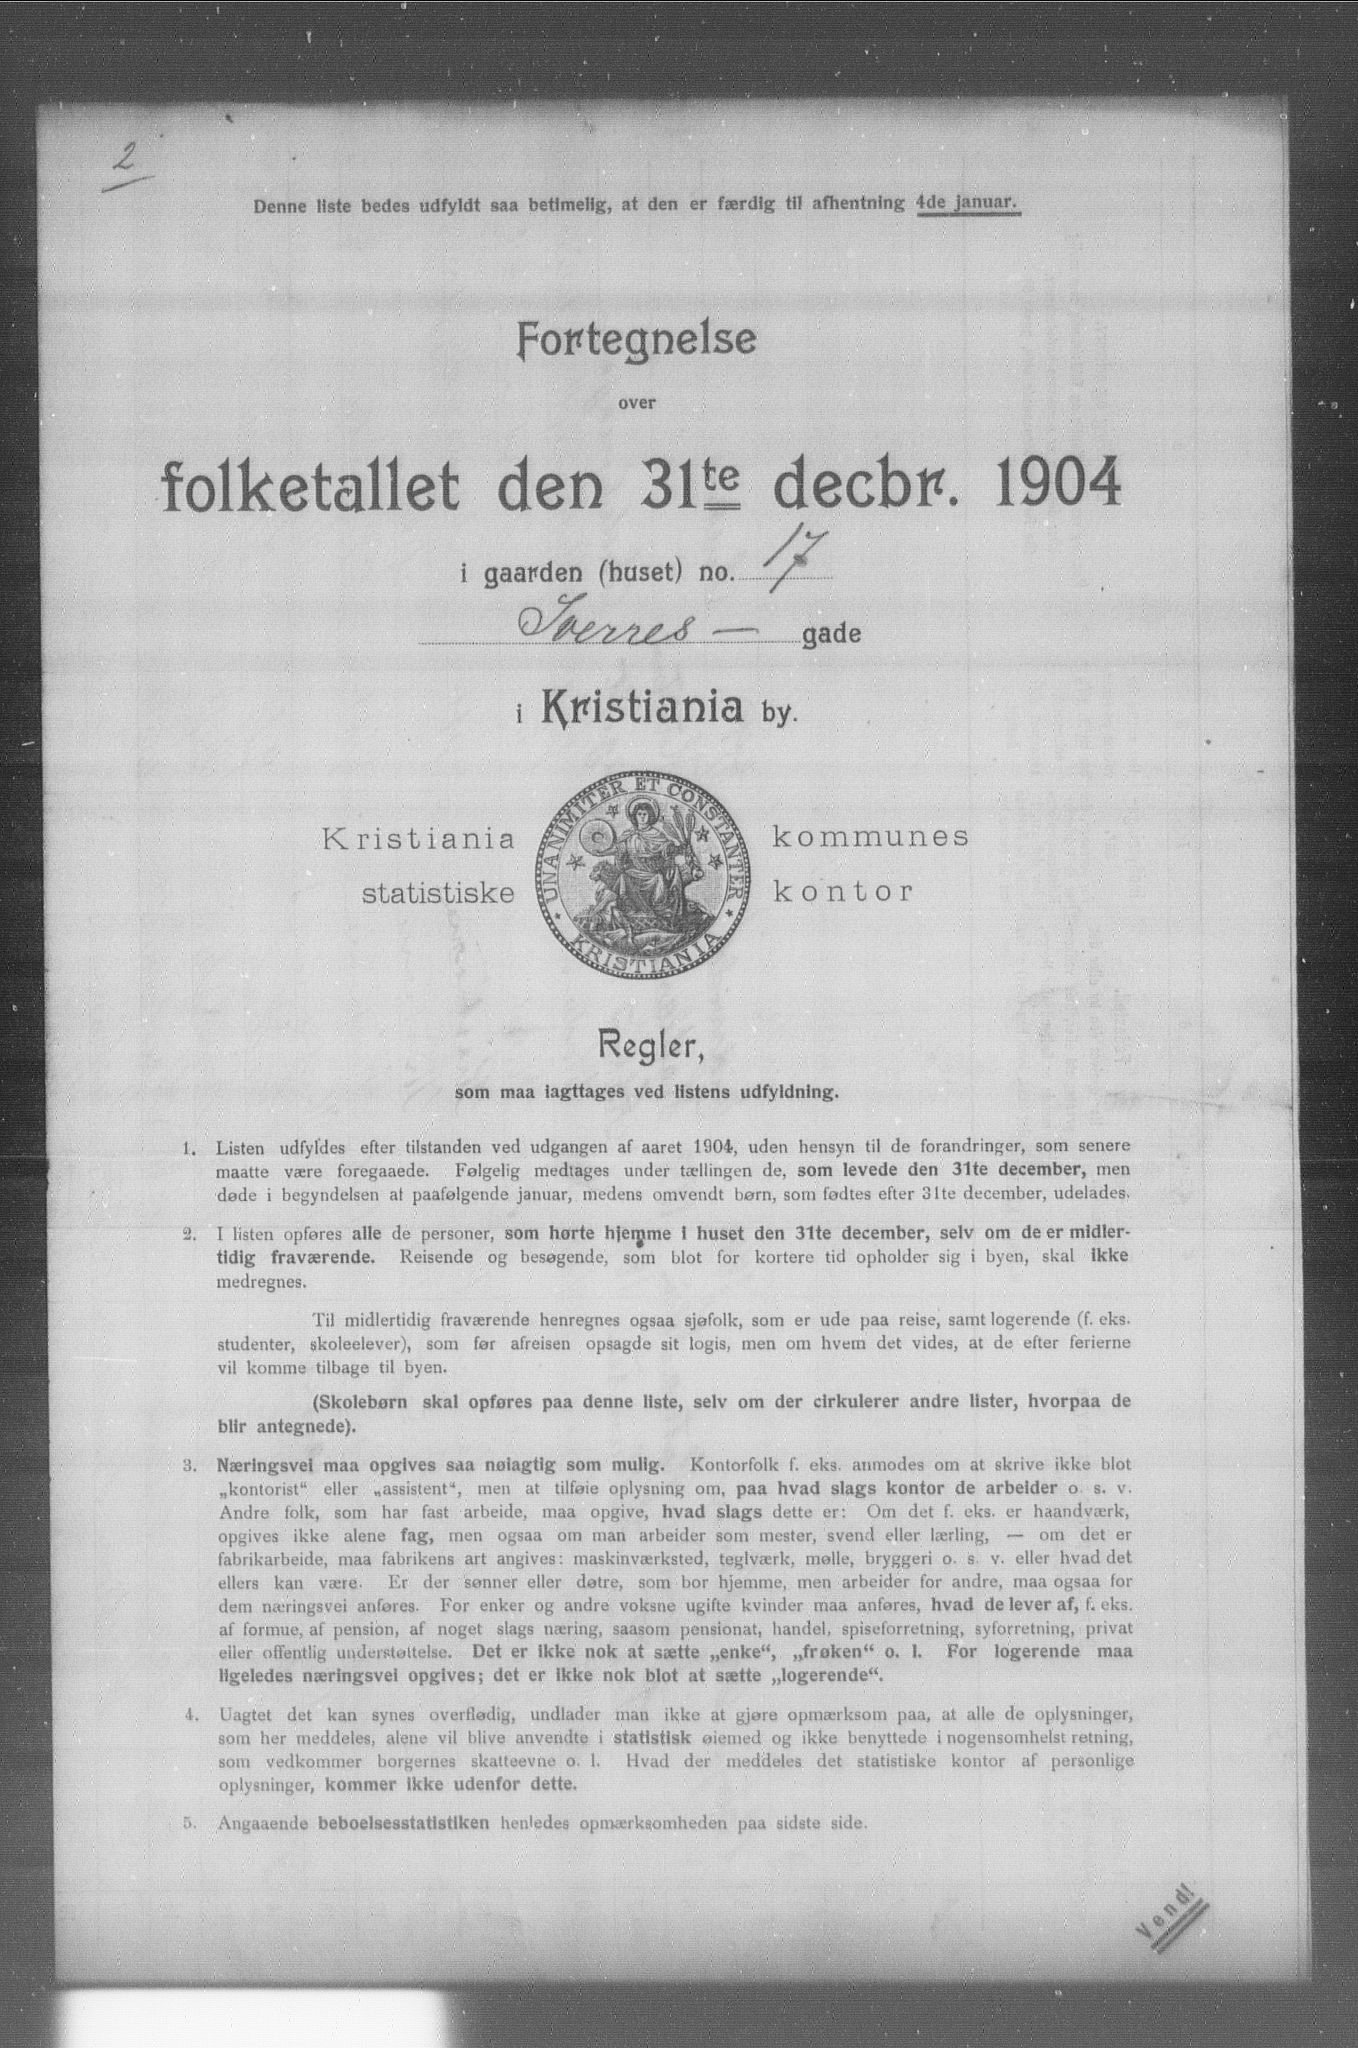 2
Denne liste bedes udfyldt saa betimelig, at den er færdig til afhentning 4de januar.
Fortegnelse
over
folketallet den 31te decbr. 1904
i gaarden (huset) no. 17
Sverres - gade
i Kristiania by.
UNANIMITER ET CONSTANTER
KRISTIANIA
Kristiania kommunes
statistiske kontor
Regler,
som maa iagttages ved listens udfyldning.
1. Listen udfyldes efter tilstanden ved udgangen af aaret 1904, uden hensyn til de forandringer, som senere
maatte være foregaaede. Følgelig medtages under tællingen de, som levede den 31te december, men
døde i begyndelsen af paafølgende januar, medens omvendt børn, som fødtes efter 31te december, udelades.
2. I listen opføres alle de personer, som hørte hjemme i huset den 31te december, selv om de er midler-
tidig fraværende. Reisende og besøgende, som blot for kortere tid opholder sig i byen, skal ikke
medregnes.
Til midlertidig fraværende henregnes ogsaa sjøfolk, som er ude paa reise, samt logerende (f. eks.
studenter, skoleelever), som før afreisen opsagde sit logis, men om hvem det vides, at de efter ferierne
vil komme tilbage til byen.
(Skolebørn skal opføres paa denne liste, selv om der cirkulerer andre lister, hvorpaa de
blir antegnede).
3. Næringsvei maa opgives saa nøiagtig som mulig. Kontorfolk f. eks. anmodes om at skrive ikke blot
„kontorist“ eller „assistent“, men at tilføie oplysning om, paa hvad slags kontor de arbeider o. s. v.
Andre folk, som har fast arbeide, maa opgive, hvad slags dette er: Om det f. eks. er haandværk,
opgives ikke alene fag, men ogsaa om man arbeider som mester, svend eller lærling, — om det er
fabrikarbeide, maa fabrikens art angives: maskinværksted, teglværk, mølle, bryggeri o. s. v. eller hvad det
ellers kan være. Er der sønner eller døtre, som bor hjemme, men arbeider for andre, maa ogsaa for
dem næringsvei anføres. For enker og andre voksne ugifte kvinder maa anføres, hvad de lever af, f. eks.
af formue, af pension, af noget slags næring, saasom pensionat, handel, spiseforretning, syforretning, privat
eller offentlig understøttelse. Det er ikke nok at sætte „enke“, „frøken“ o. l. For logerende maa
ligeledes næringsvei opgives; det er ikke nok blot at sætte „logerende“.
4. Uagtet det kan synes overflødig, undlader man ikke at gjøre opmærksom paa, at alle de oplysninger,
som her meddeles, alene vil blive anvendte i statistisk øiemed og ikke benyttede i nogensomhelst retning,
som vedkommer borgernes skatteevne o. l. Hvad der meddeles det statistiske kontor af personlige
oplysninger, kommer ikke udenfor dette.
5. Angaaende beboelsesstatistiken henledes opmærksomheden paa sidste side.
Vend!